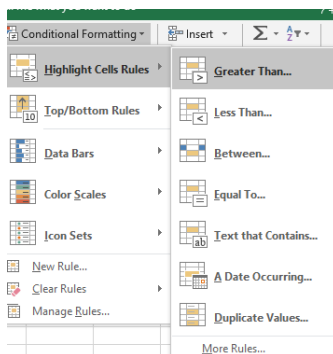 Conditional Formatting
Insert
Highlight Cells Rules
Top/Bottom Rules
Data Bars
Color Scales
Icon Sets
New Rule...
Clear Rules
Manage Rules...
Greater Than...
Less Than...
Between...
Equal To...
Text that Contains...
A Date Occurring...
Duplicate Values...
More Rules...